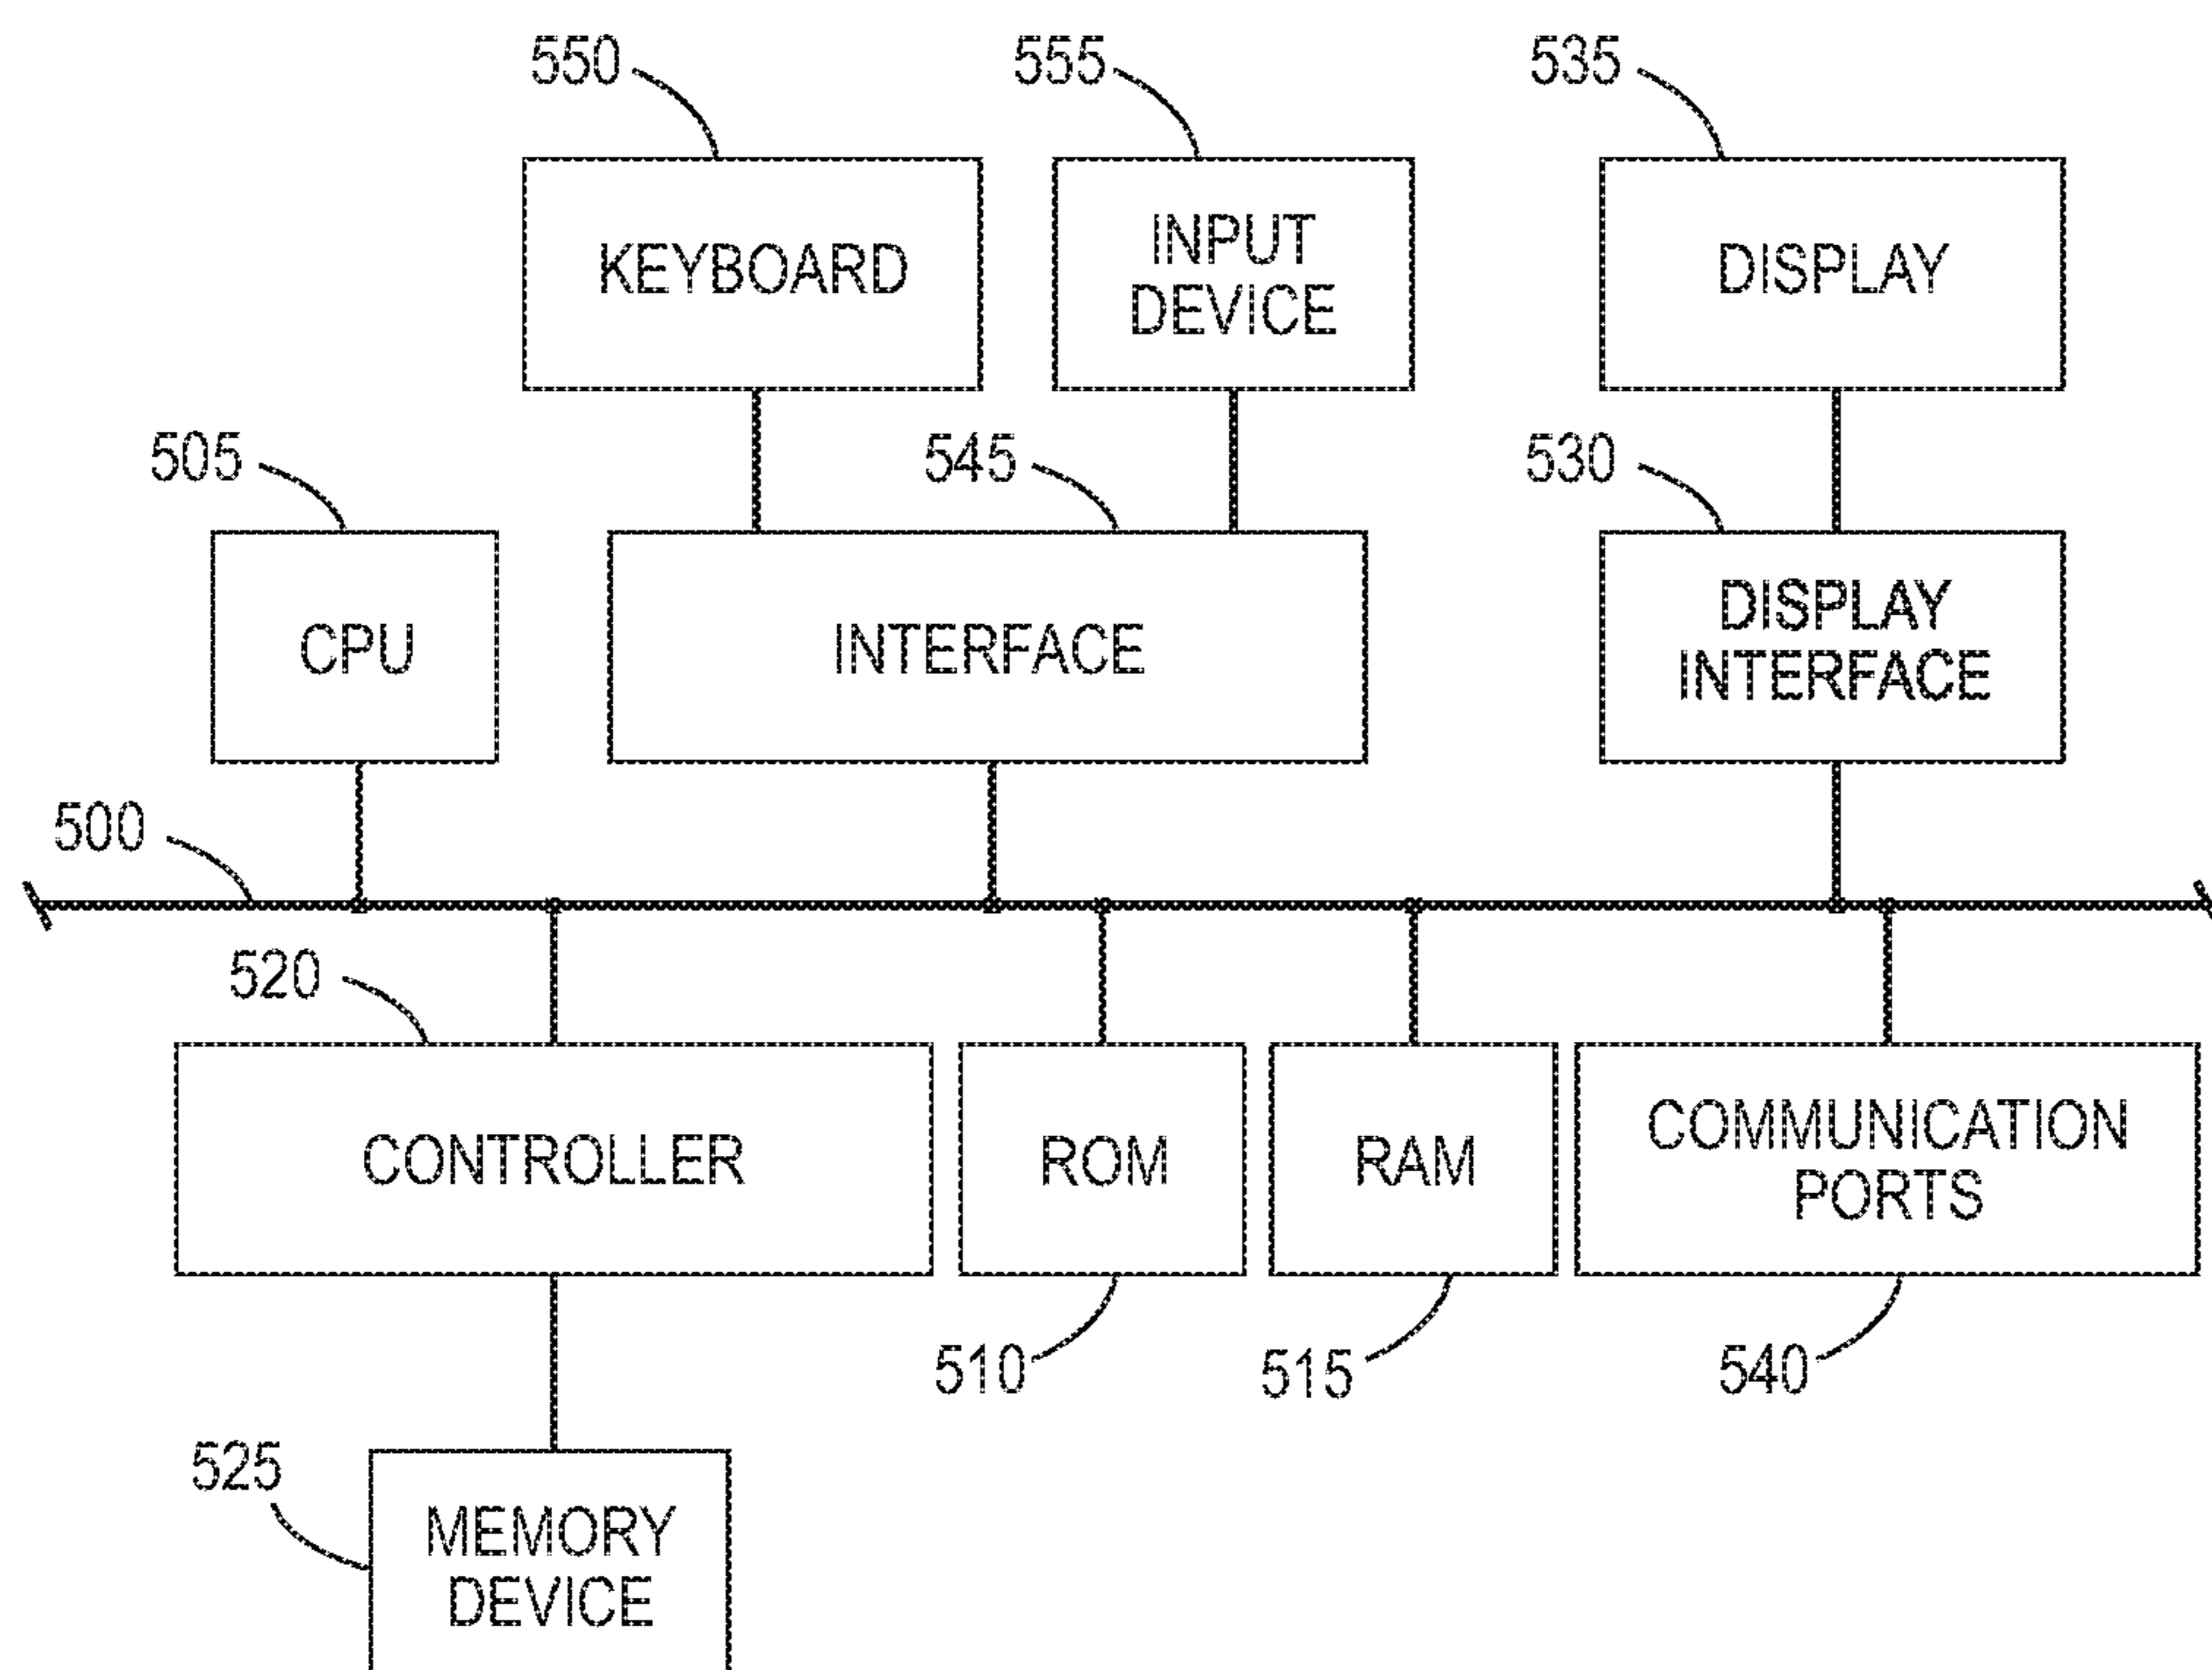 550
555
535
KEYBOARD
INPUT
DEVICE
DISPLAY
505
545
530
CPU
INTERFACE
DISPLAY
INTERFACE
500
520
CONTROLLER
ROM
RAM
COMMUNICATION
PORTS
510
515
540
525
MEMORY
DEVICE